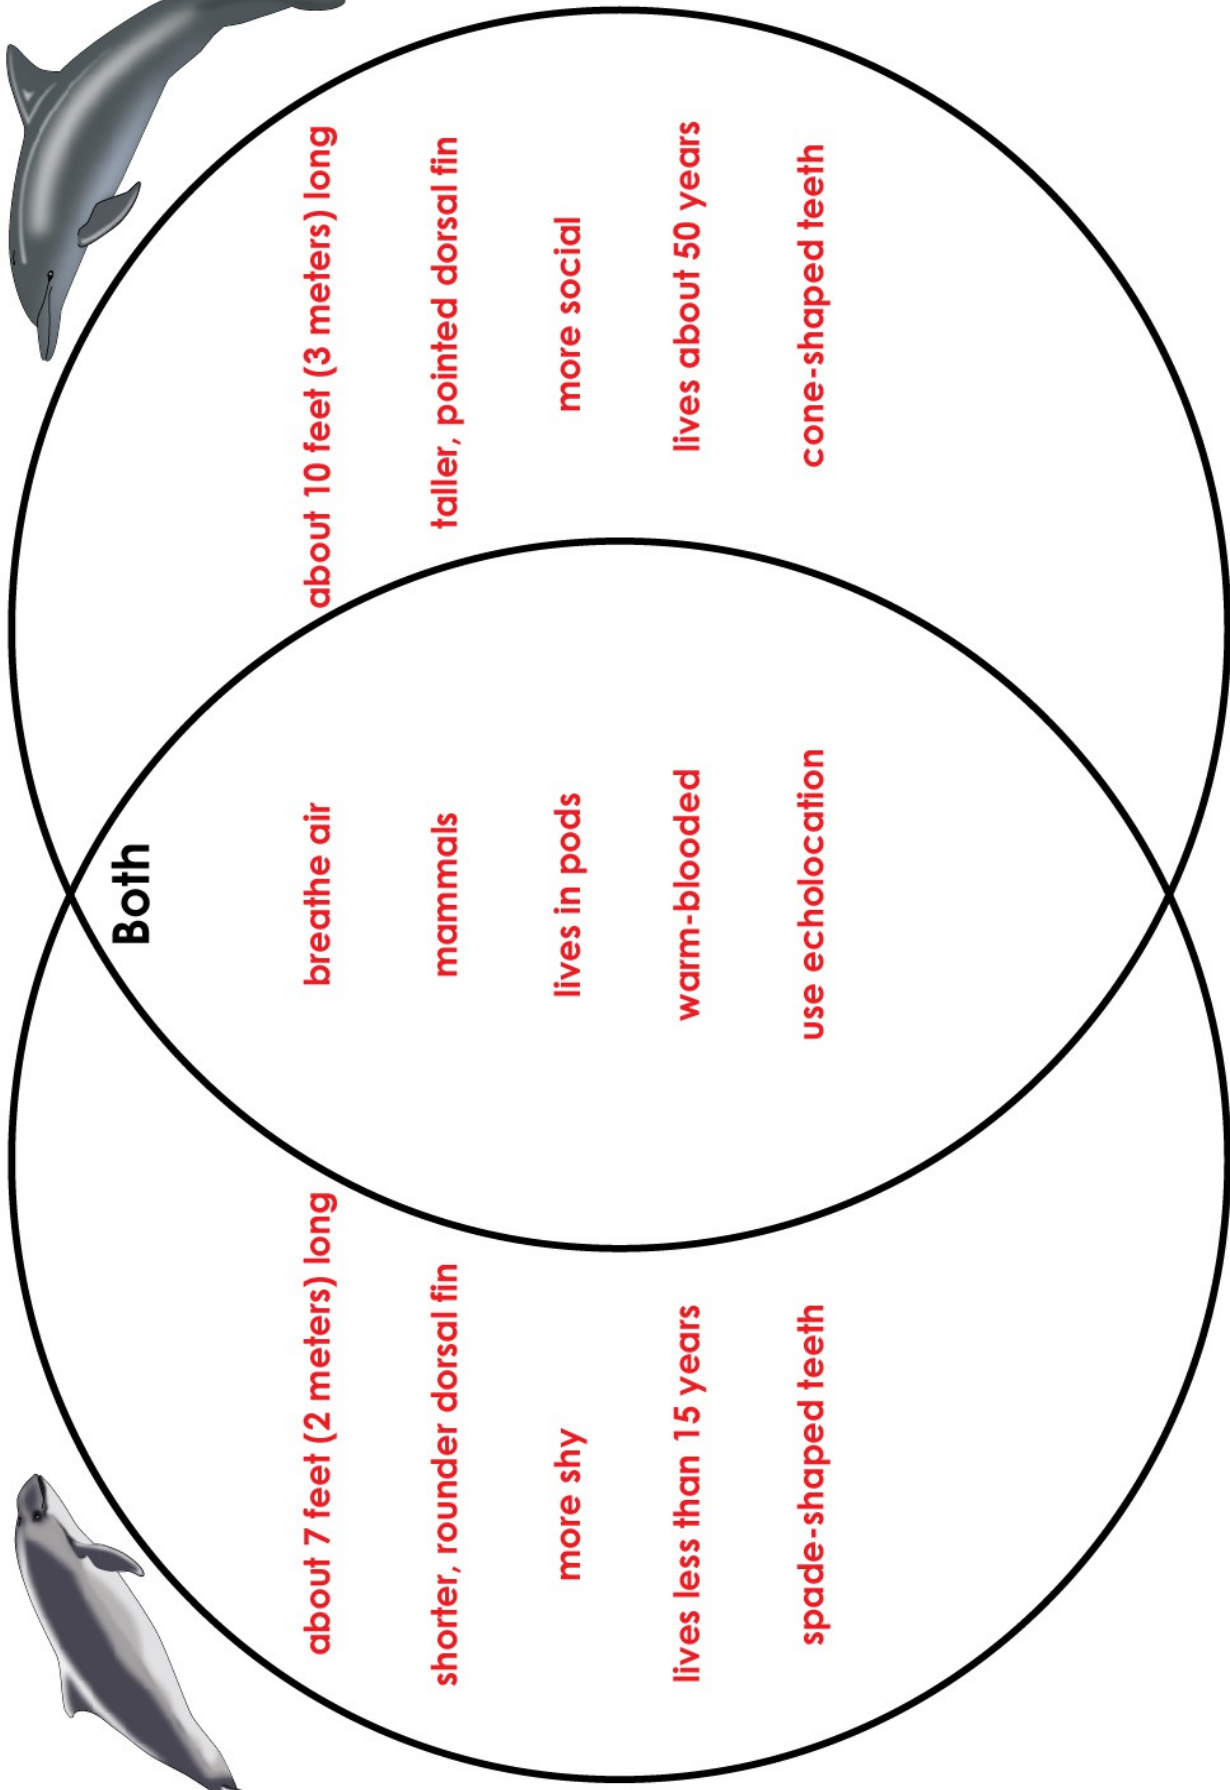 Both
about 7 feet (2 meters) long
shorter, rounder dorsal fin
more shy
lives less than 15 years
spade-shaped teeth
breathe air
mammals
lives in pods
warm-blooded
use echolocation
about 10 feet (3 meters) long
taller, pointed dorsal fin
more social
lives about 50 years
cone-shaped teeth